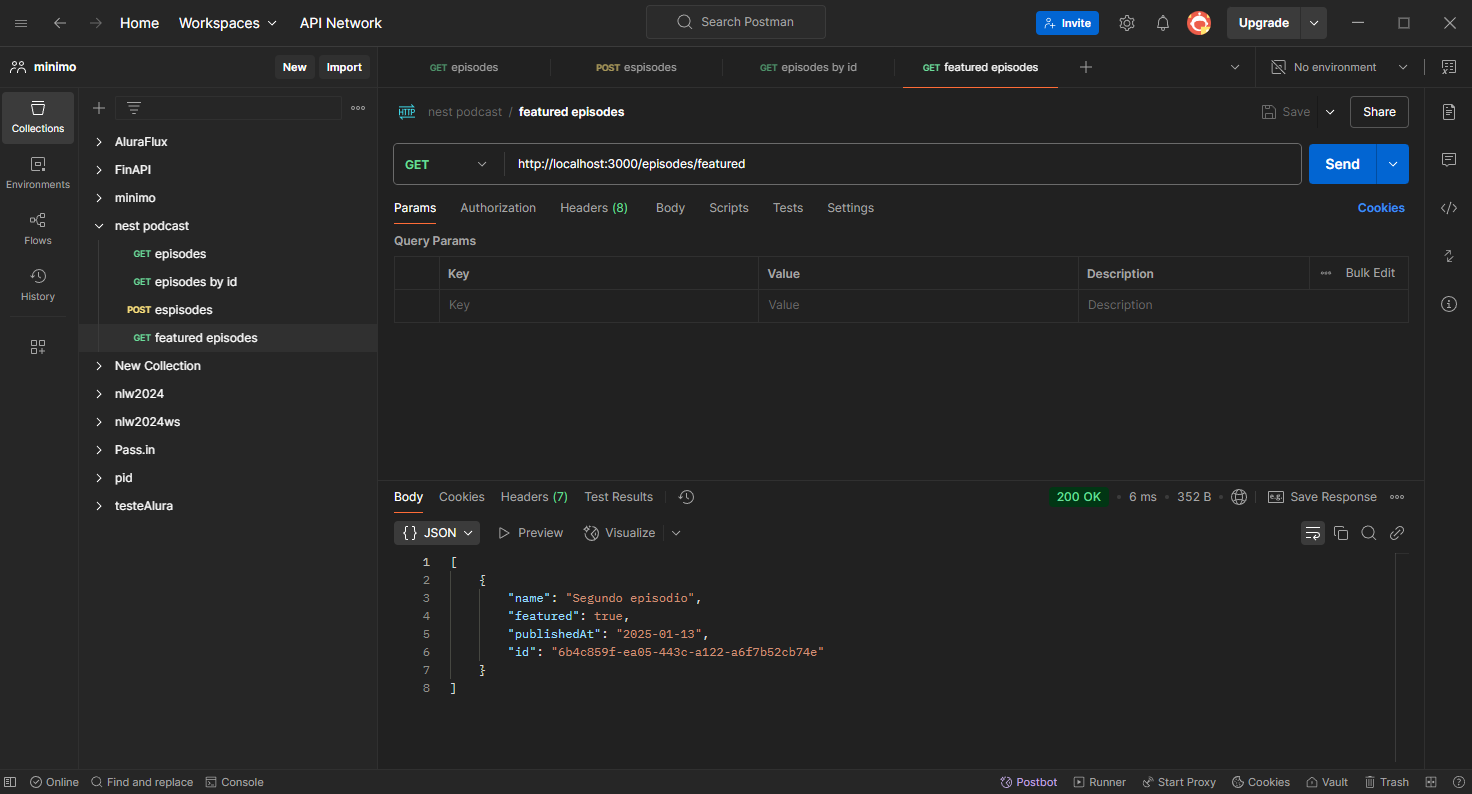 Home Workspaces API Network Search Postman Invite Upgrade
minimo New Import GET episodes POST espisodes GET episodes by id GET featured episodes No environment
Collections
Environments
Flows
History
AluraFlux
FinAPI
minimo
nest podcast
GET episodes
GET episodes by id
POST espisodes
GET featured episodes
New Collection
nlw2024
nlw2024ws
Pass.in
pid
testeAlura
HTTP nest podcast / featured episodes Save Share
GET http://localhost:3000/episodes/featured Send
Params Authorization Headers (8) Body Scripts Tests Settings Cookies
Query Params
Key Value Description Bulk Edit
Key Value Description
Body Cookies Headers (7) Test Results 200 OK 6 ms 352 B e.g. Save Response
{} JSON Preview Visualize
1 [
2 {
3 "name": "Segundo episodio",
4 "featured": true,
5 "publishedAt": "2025-01-13",
6 "id": "6b4c859f-ea05-443c-a122-a6f7b52cb74e"
7 }
8 ]
Online Find and replace Console Postbot Runner Start Proxy Cookies Vault Trash